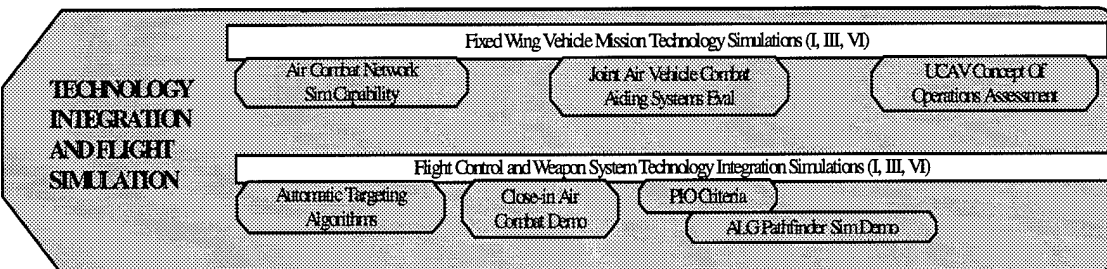 TECHNOLOGY
INTEGRATION
AND FLIGHT
SIMULATION
Fixed Wing Vehicle Mission Technology Simulations (I, III, VI)
Air Combat Network
Sim Capability
Joint Air Vehicle Combat
Aiding Systems Eval
UCAV Concept Of
Operations Assessment
Flight Control and Weapon System Technology Integration Simulations (I, III, VI)
Automatic Targeting
Algorithms
Close-in Air
Combat Demo
PIO Criteria
ALG Pathfinder Sim Demo